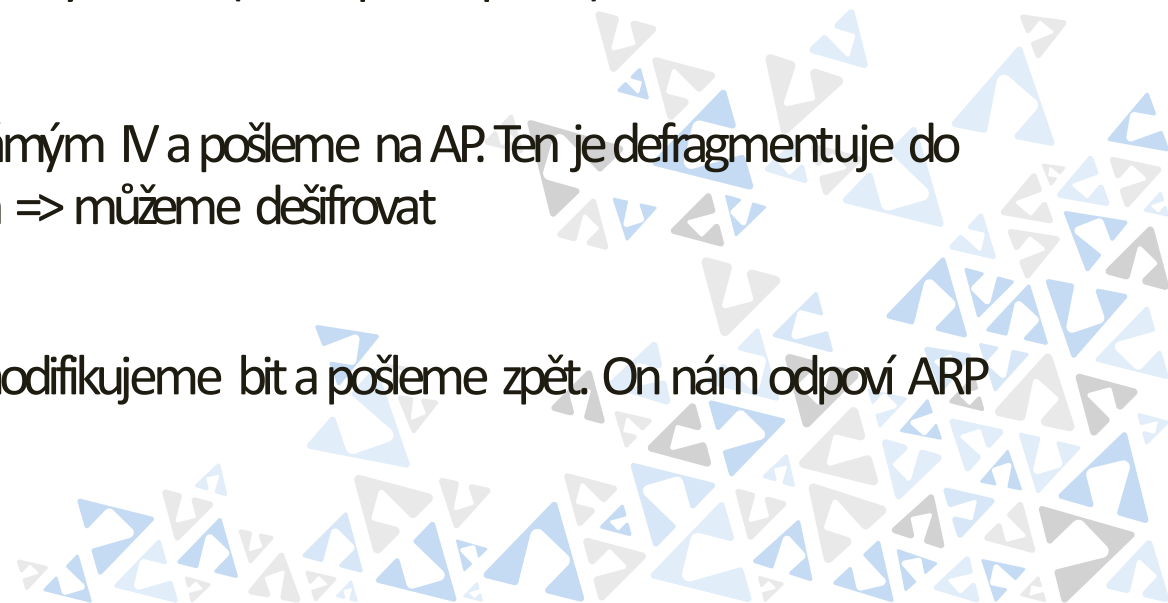 ámým IV a pošleme na AP. Ten je defragmentuje do
=> můžeme dešifrovat
odifikujeme bit a pošleme zpět. On nám odpoví ARP